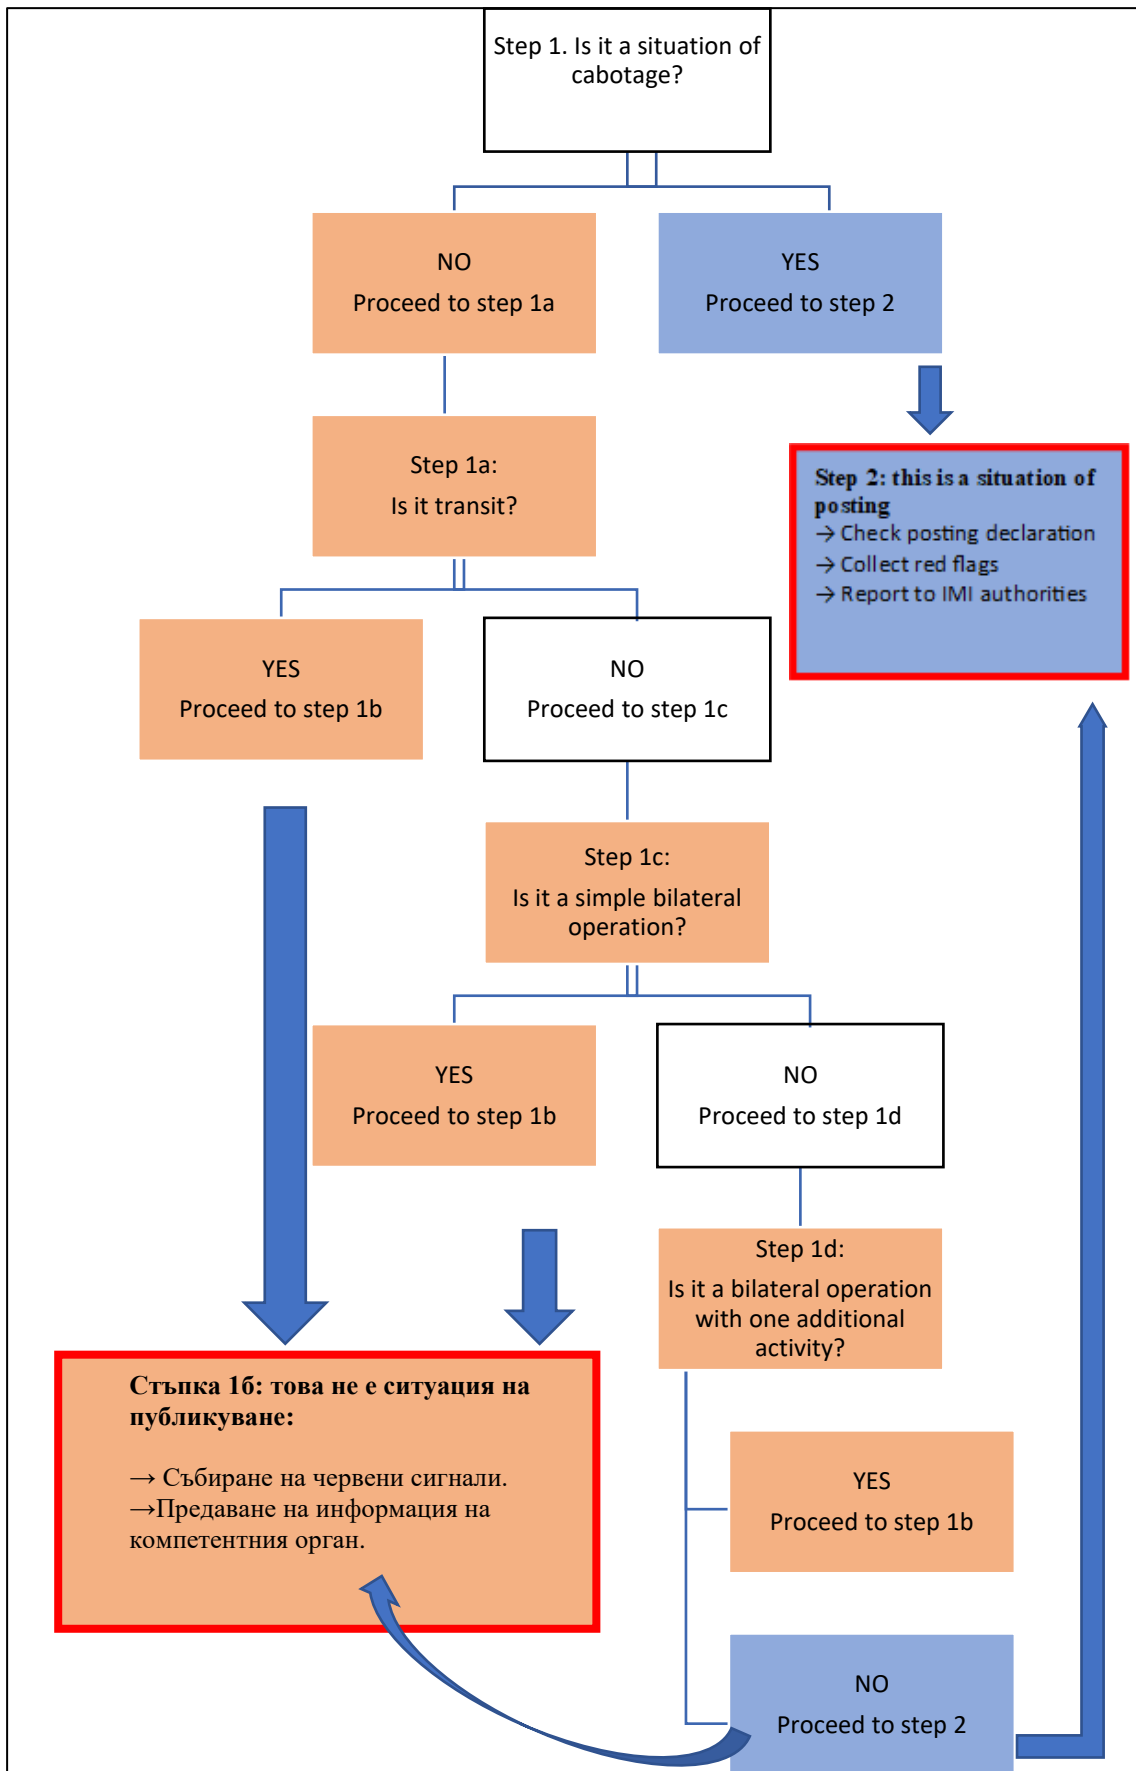 Step 1. Is it a situation of
cabotage?
NO
Proceed to step 1a
YES
Proceed to step 2
Step 1a:
Is it transit?
Step 2: this is a situation of
posting
→ Check posting declaration
→ Collect red flags
→ Report to IMI authorities
YES
Proceed to step 1b
NO
Proceed to step 1c
Step 1c:
Is it a simple bilateral
operation?
YES
Proceed to step 1b
NO
Proceed to step 1d
Step 1d:
Is it a bilateral operation
with one additional
activity?
Стъпка 1б: това не е ситуация на
публикуване:
→ Събиране на червени сигнали.
→Предаване на информация на
компетентния орган.
YES
Proceed to step 1b
NO
Proceed to step 2